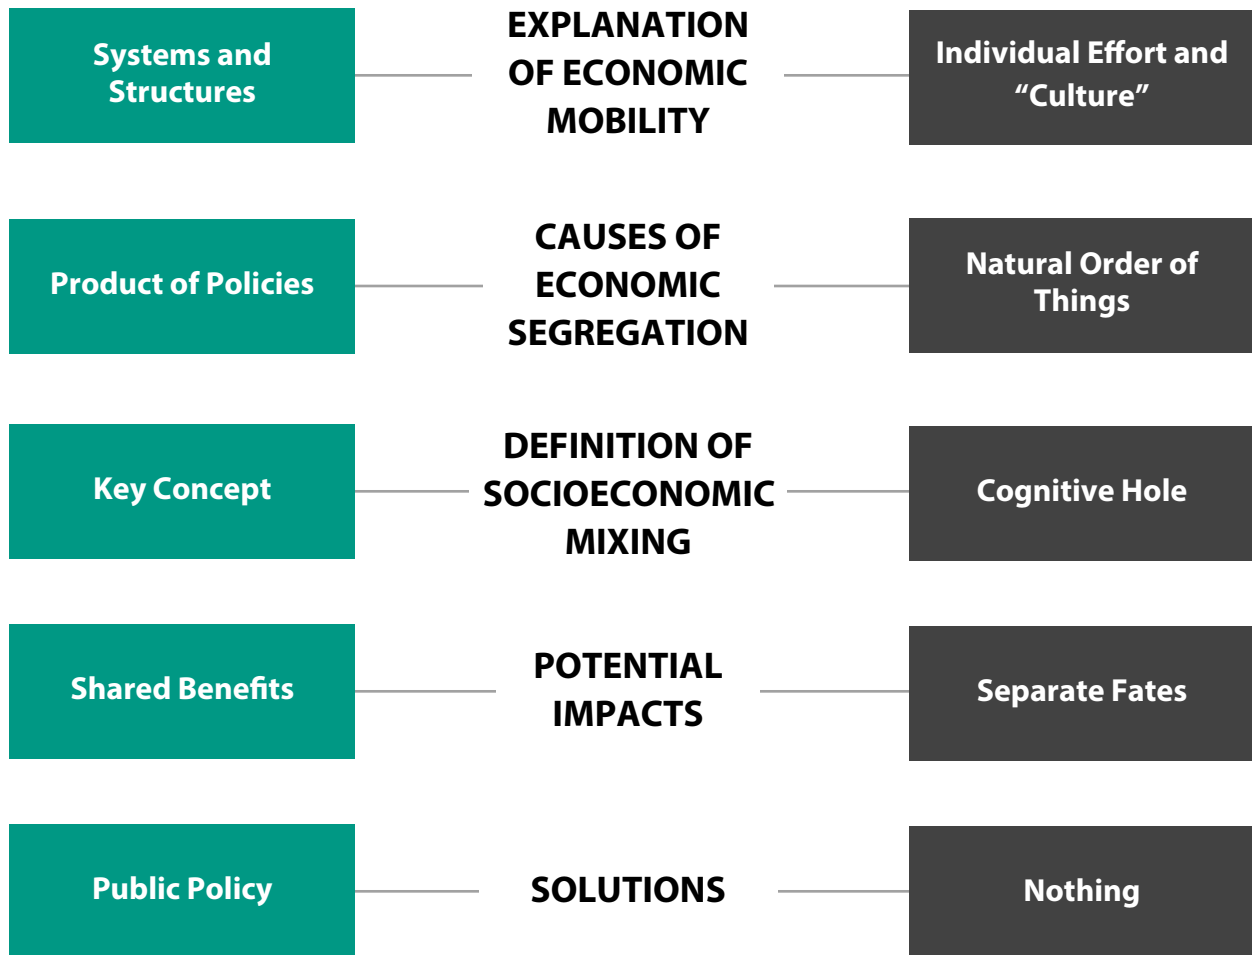 Systems and
Structures
EXPLANATION
OF ECONOMIC
MOBILITY
Individual Effort and
“Culture”
Product of Policies
CAUSES OF
ECONOMIC
SEGREGATION
Natural Order of
Things
Key Concept
DEFINITION OF
SOCIOECONOMIC
MIXING
Cognitive Hole
Shared Benefits
POTENTIAL
IMPACTS
Separate Fates
Public Policy
SOLUTIONS
Nothing